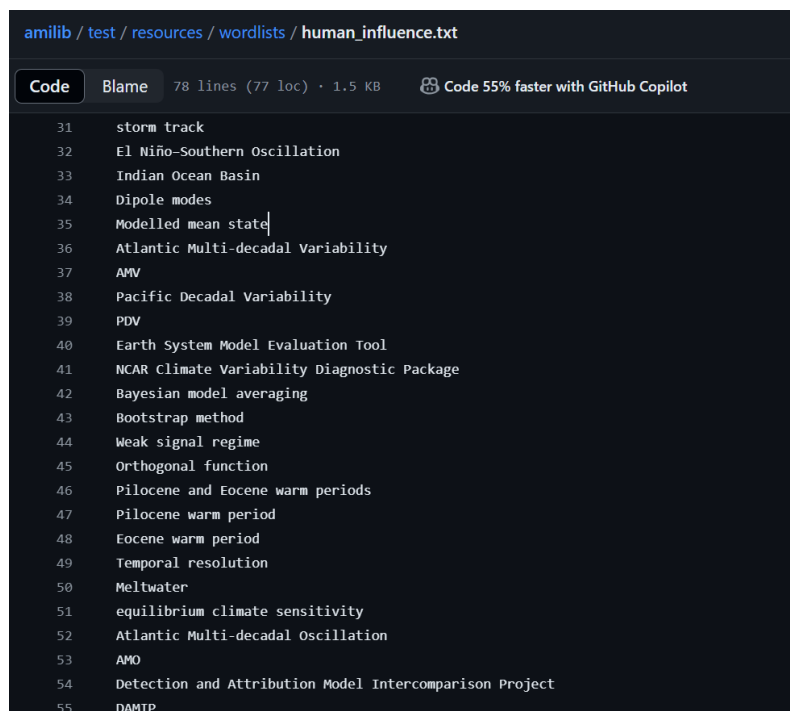 amilib / test / resources / wordlists / human_influence.txt
Code Blame 78 lines (77 loc) · 1.5 KB Code 55% faster with GitHub Copilot
31 storm track
32 El Niño–Southern Oscillation
33 Indian Ocean Basin
34 Dipole modes
35 Modelled mean state
36 Atlantic Multi-decadal Variability
37 AMV
38 Pacific Decadal Variability
39 PDV
40 Earth System Model Evaluation Tool
41 NCAR Climate Variability Diagnostic Package
42 Bayesian model averaging
43 Bootstrap method
44 Weak signal regime
45 Orthogonal function
46 Pilocene and Eocene warm periods
47 Pilocene warm period
48 Eocene warm period
49 Temporal resolution
50 Meltwater
51 equilibrium climate sensitivity
52 Atlantic Multi-decadal Oscillation
53 AMO
54 Detection and Attribution Model Intercomparison Project
55 DAMIP